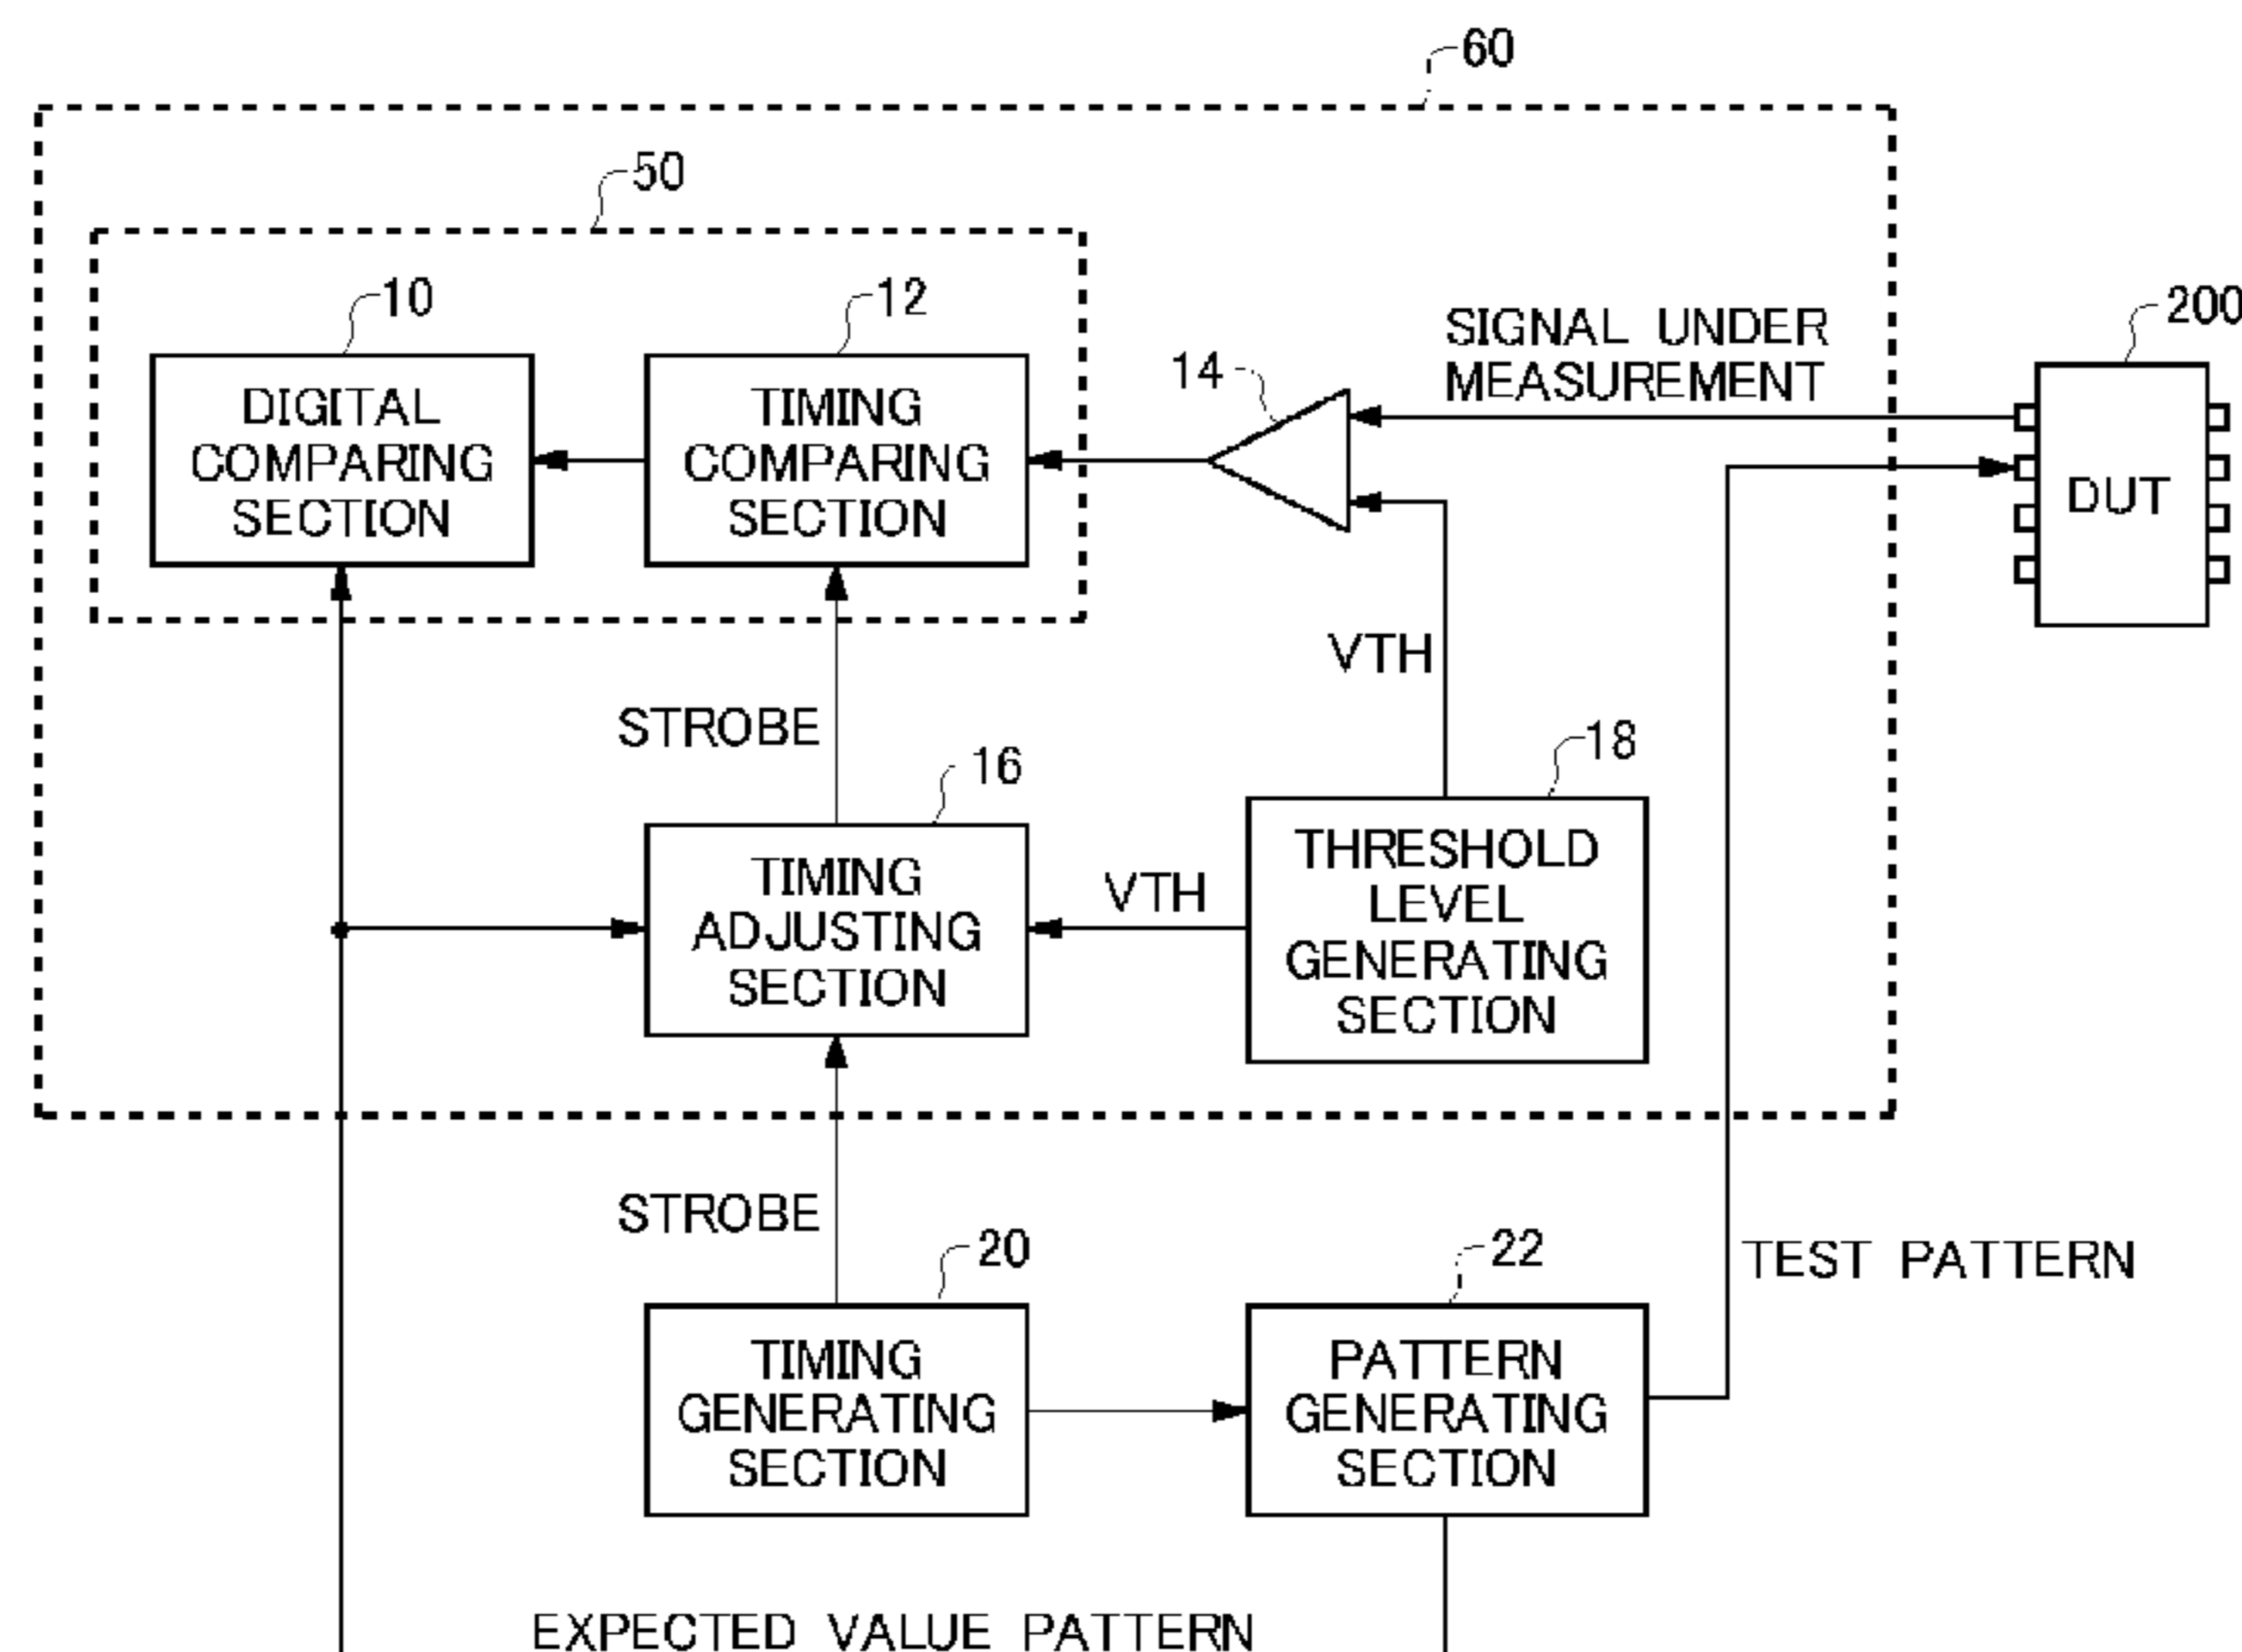 60
50
10
12
SIGNAL UNDER
MEASUREMENT
200
14
DIGITAL
COMPARING
SECTION
TIMING
COMPARING
SECTION
DUT
VTH
STROBE
16
18
TIMING
ADJUSTING
SECTION
VTH
THRESHOLD
LEVEL
GENERATING
SECTION
STROBE
20
22
TEST PATTERN
TIMING
GENERATING
SECTION
PATTERN
GENERATING
SECTION
EXPECTED VALUE PATTERN